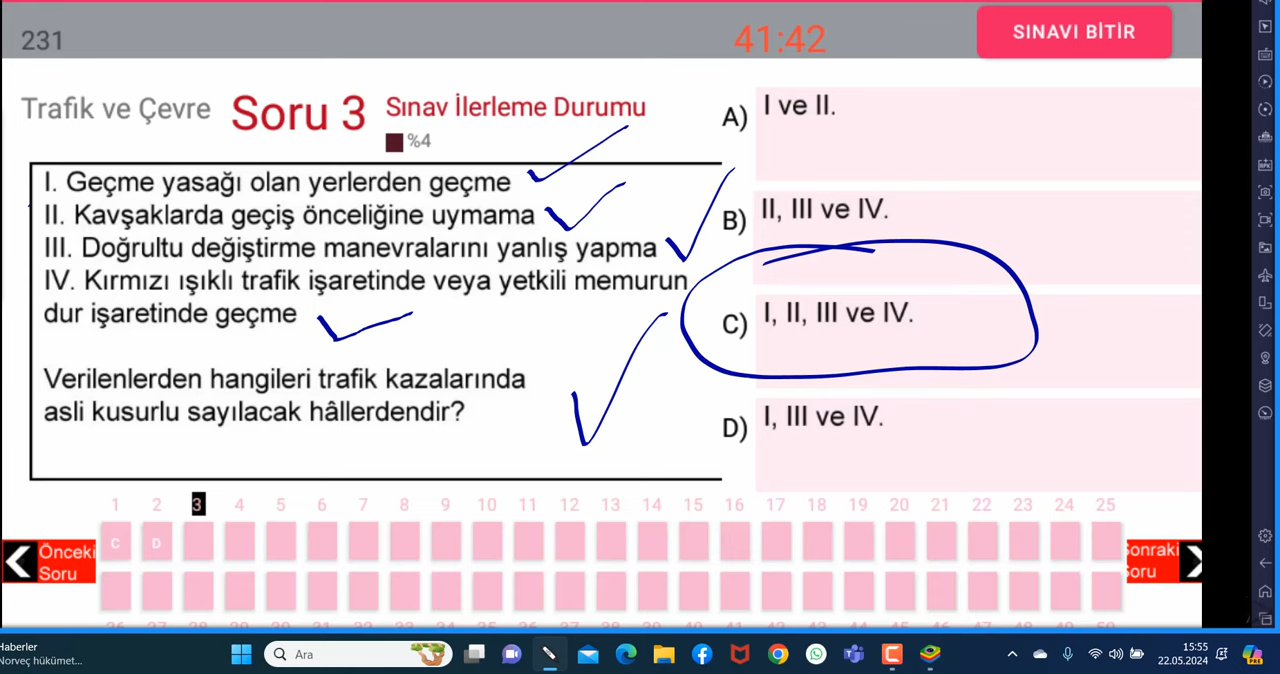 231
41:42
SINAVI BİTİR
Trafik ve Çevre
Soru 3
Sınav İlerleme Durumu
%4
I. Geçme yasağı olan yerlerden geçme
II. Kavşaklarda geçiş önceliğine uymama
III. Doğrultu değiştirme manevralarını yanlış yapma
IV. Kırmızı ışıklı trafik işaretinde veya yetkili memurun
dur işaretinde geçme
Verilenlerden hangileri trafik kazalarında
asli kusurlu sayılacak hâllerdendir?
A) I ve II.
B) II, III ve IV.
C) I, II, III ve IV.
D) I, III ve IV.
1 2 3 4 5 6 7 8 9 10 11 12 13 14 15 16 17 18 19 20 21 22 23 24 25
C D
Önceki
Soru
Sonraki
Soru
Haberler
Norveç hükümet...
Ara
15:55
22.05.2024
PRE